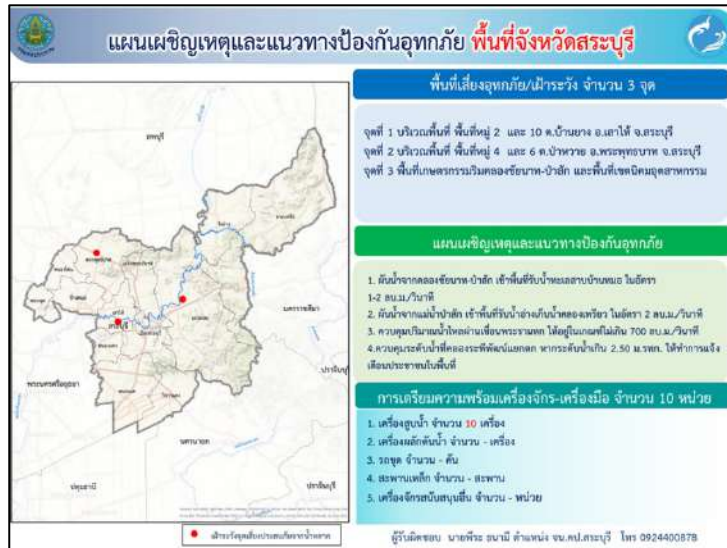 แผนเผชิญเหตุและแนวทางป้องกันอุทกภัย พื้นที่จังหวัดสระบุรี
พื้นที่เสี่ยงอุทกภัย/เฝ้าระวัง จำนวน 3 จุด
จุดที่ 1 บริเวณพื้นที่ พื้นที่หมู่ 2 และ 10 ต.บ้านยาง อ.เสาไห้ จ.สระบุรี
จุดที่ 2 บริเวณพื้นที่ พื้นที่หมู่ 4 และ 6 ต.ป่าหวาย อ.พระพุทธบาท จ.สระบุรี
จุดที่ 3 พื้นที่เกษตรกรรมริมคลองชัยนาท-ป่าสัก และพื้นที่เขตนิคมอุตสาหกรรม
แผนเผชิญเหตุและแนวทางป้องกันอุทกภัย
1. ผันน้ำจากคลองชัยนาท-ป่าสัก เข้าพื้นที่รับน้ำทะเลสาบบ้านหมอ ในอัตรา
1-2 ลบ.ม./วินาที
2. ผันน้ำจากแม่น้ำป่าสัก เข้าพื้นที่รับน้ำอ่างเก็บน้ำคลองเพรียว ในอัตรา 2 ลบ.ม./วินาที
3. ควบคุมปริมาณน้ำไหลผ่านเขื่อนพระรามหก ให้อยู่ในเกณฑ์ไม่เกิน 700 ลบ.ม./วินาที
4.ควบคุมระดับน้ำที่คลองระพีพัฒน์แยกตก หากระดับน้ำเกิน 2.50 ม.รทก. ให้ทำการแจ้ง
เตือนประชาชนในพื้นที่
การเตรียมความพร้อมเครื่องจักร-เครื่องมือ จำนวน 10 หน่วย
1. เครื่องสูบน้ำ จำนวน 10 เครื่อง
2. เครื่องผลักดันน้ำ จำนวน - เครื่อง
3. รถขุด จำนวน - คัน
4. สะพานเหล็ก จำนวน - สะพาน
5. เครื่องจักรสนับสนุนอื่น จำนวน - หน่วย
ผู้รับผิดชอบ นายพีระ ธนามี ตำแหน่ง จน.คป.สระบุรี โทร 0924400878
ลพบุรี
นครราชสีมา
พระนครศรีอยุธยา
ปราจีนบุรี
นครนายก
ปทุมธานี
ปราจีนบุรี